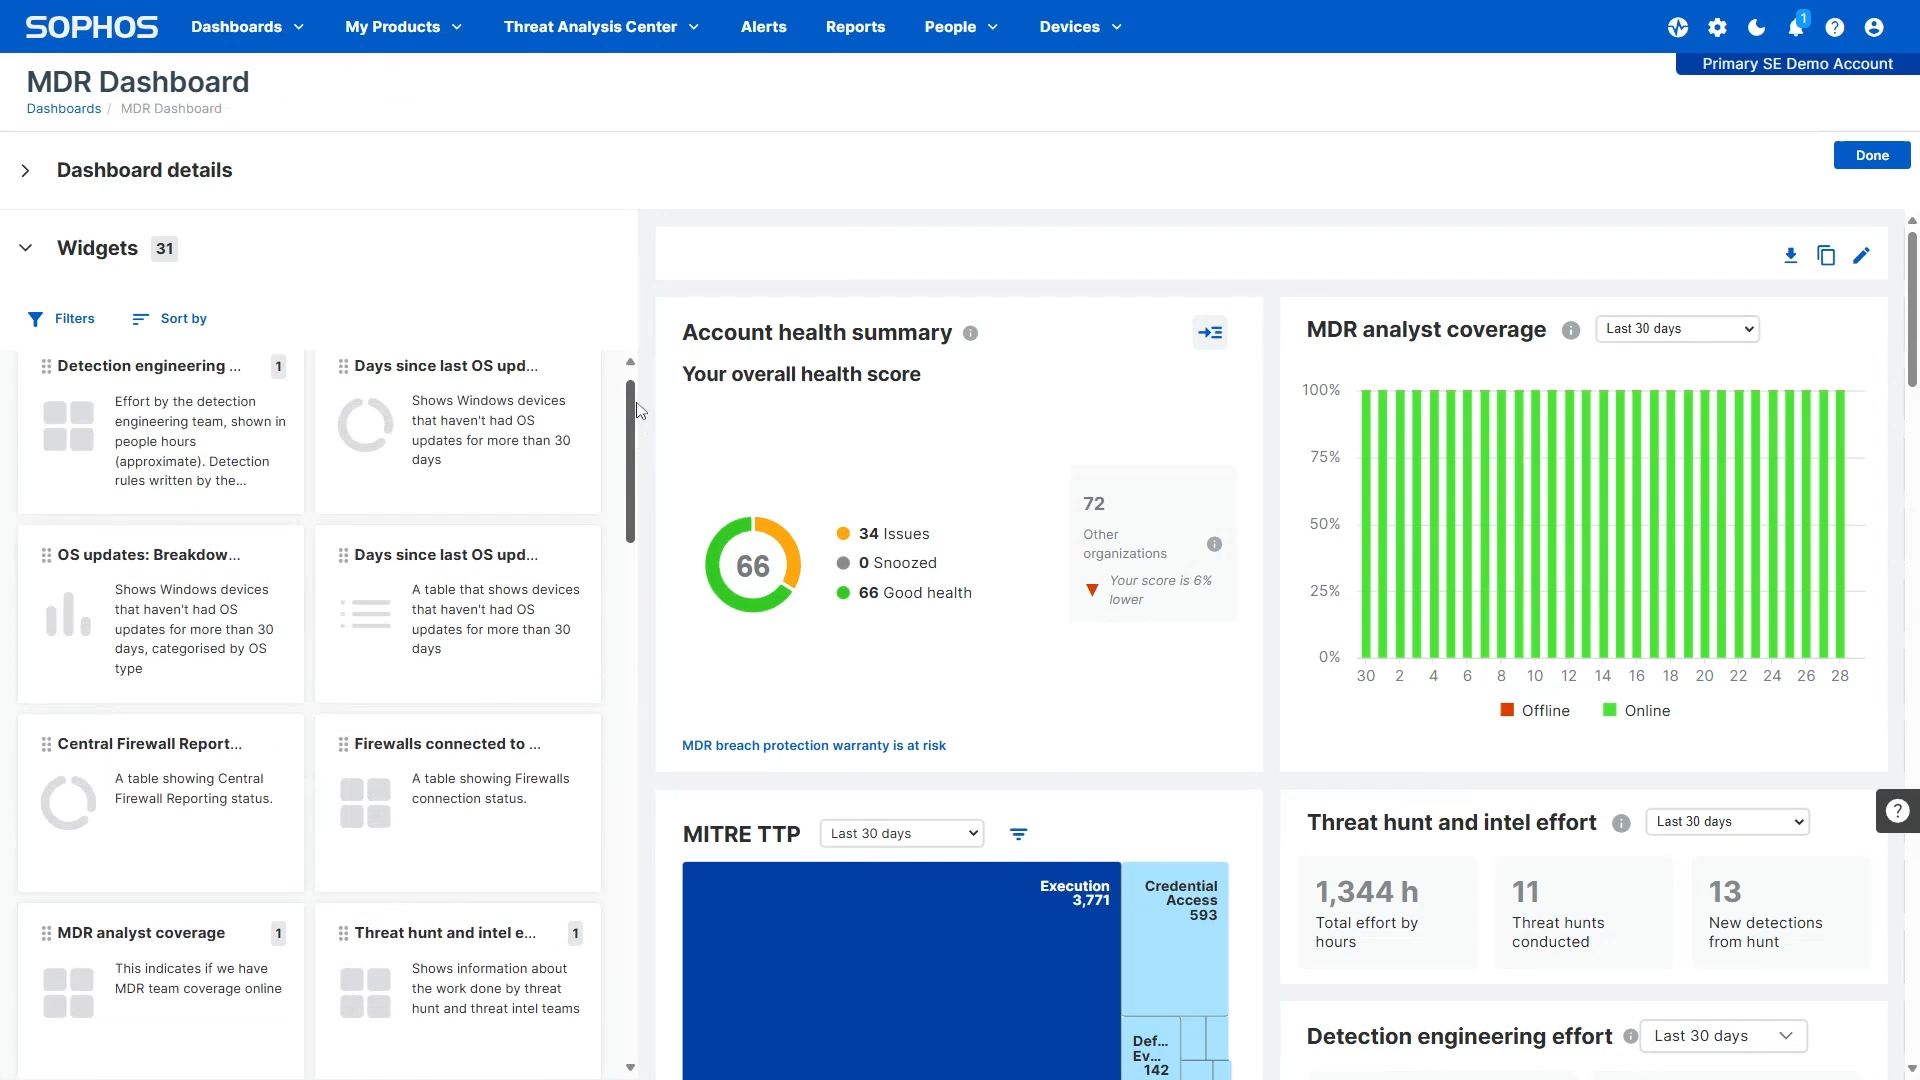 SOPHOS
Dashboards
My Products
Threat Analysis Center
Alerts
Reports
People
Devices
1
Primary SE Demo Account
MDR Dashboard
Dashboards / MDR Dashboard
Dashboard details
Done
Widgets 31
Filters
Sort by
Detection engineering ... 1
Effort by the detection
engineering team, shown in
people hours
(approximate). Detection
rules written by the...
Days since last OS upd...
Shows Windows devices
that haven't had OS
updates for more than 30
days
OS updates: Breakdow...
Shows Windows devices
that haven't had OS
updates for more than 30
days, categorised by OS
type
Days since last OS upd...
A table that shows devices
that haven't had OS
updates for more than 30
days
Central Firewall Report...
A table showing Central
Firewall Reporting status.
Firewalls connected to ...
A table showing Firewalls
connection status.
MDR analyst coverage 1
This indicates if we have
MDR team coverage online
Threat hunt and intel e... 1
Shows information about
the work done by threat
hunt and threat intel teams
Account health summary
Your overall health score
66
34 Issues
0 Snoozed
66 Good health
72
Other
organizations
Your score is 6%
lower
MDR breach protection warranty is at risk
MDR analyst coverage
Last 30 days
100%
75%
50%
25%
0%
30 2 4 6 8 10 12 14 16 18 20 22 24 26 28
Offline
Online
MITRE TTP
Last 30 days
Execution
3,771
Credential
Access
593
Def...
Ev...
142
Threat hunt and intel effort
Last 30 days
1,344 h
Total effort by
hours
11
Threat hunts
conducted
13
New detections
from hunt
Detection engineering effort
Last 30 days